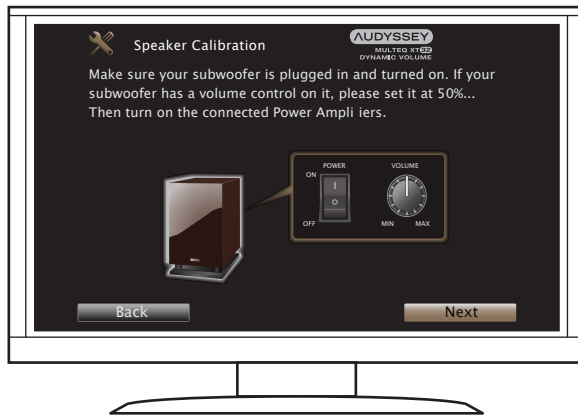 Speaker Calibration
AUDYSSEY
MULTEQ XT32
DYNAMIC VOLUME
Make sure your subwoofer is plugged in and turned on. If your
subwoofer has a volume control on it, please set it at 50%...
Then turn on the connected Power Ampli iers.
POWER
VOLUME
ON
OFF
MIN
MAX
Back
Next